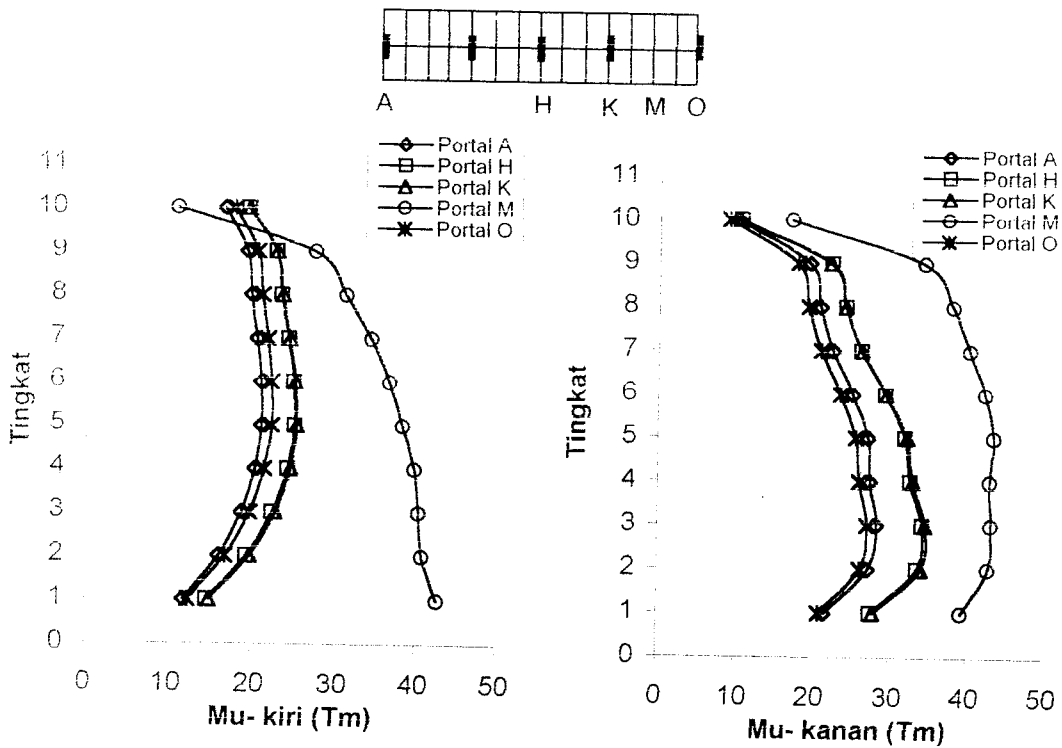 A H K M O
Portal A
Portal H
Portal K
Portal M
Portal O
11
10
9
8
7
6
5
4
3
2
1
0
Tingkat
0 10 20 30 40 50
Mu- kiri (Tm)
Portal A
Portal H
Portal K
Portal M
Portal O
11
10
9
8
7
6
5
4
3
2
1
0
Tingkat
0 10 20 30 40 50
Mu- kanan (Tm)